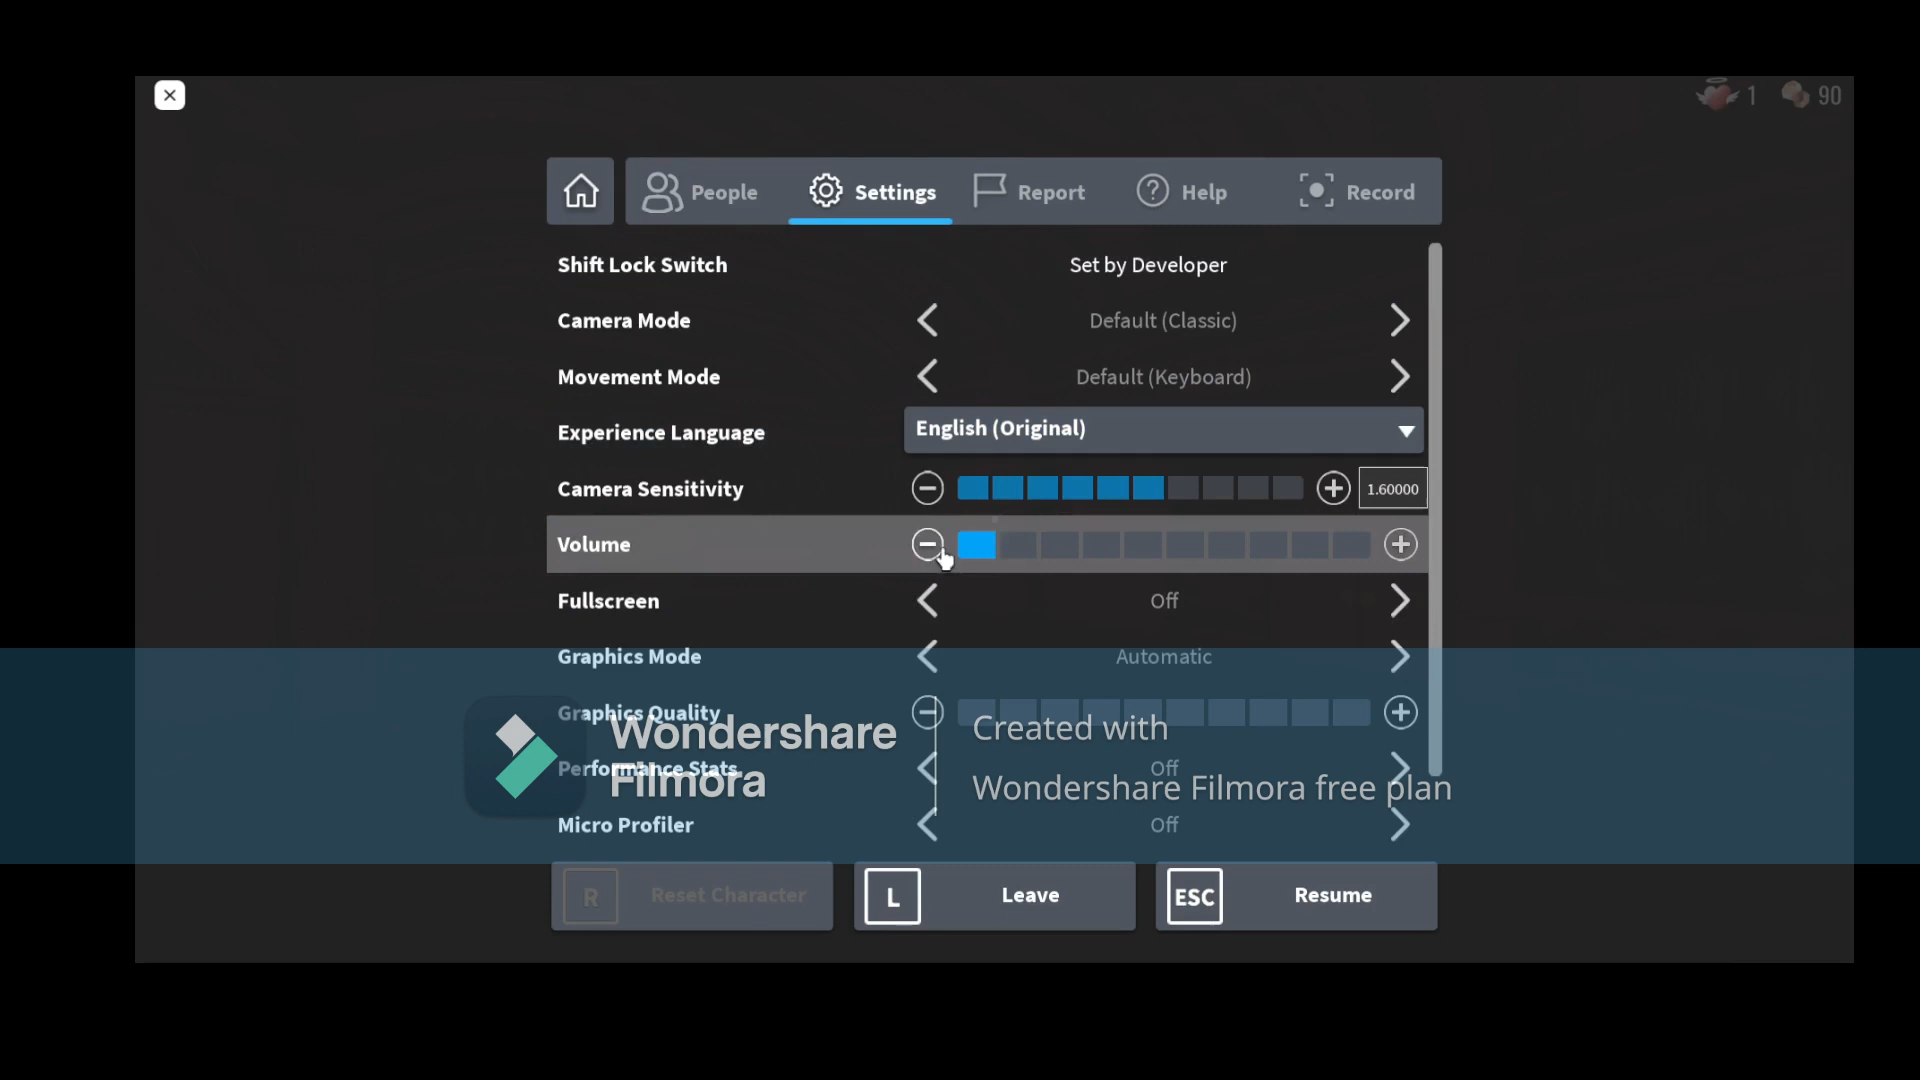 1 90
People Settings Report Help Record
Shift Lock Switch Set by Developer
Camera Mode Default (Classic)
Movement Mode Default (Keyboard)
Experience Language English (Original)
Camera Sensitivity 1.60000
Volume
Fullscreen Off
Graphics Mode Automatic
Graphics Quality
Wondershare Created with
Performance Stats Off
Filmora Wondershare Filmora free plan
Micro Profiler Off
R Reset Character L Leave ESC Resume